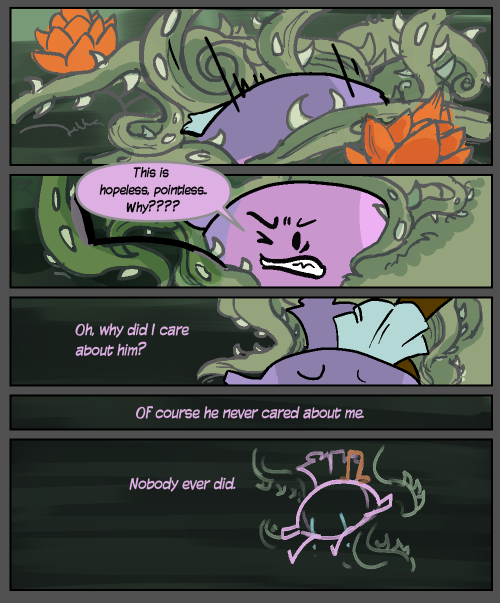 This is
hopeless, pointless..
Why????
Oh, why did I care
about him?
Of course he never cared about me.
Nobody ever did.